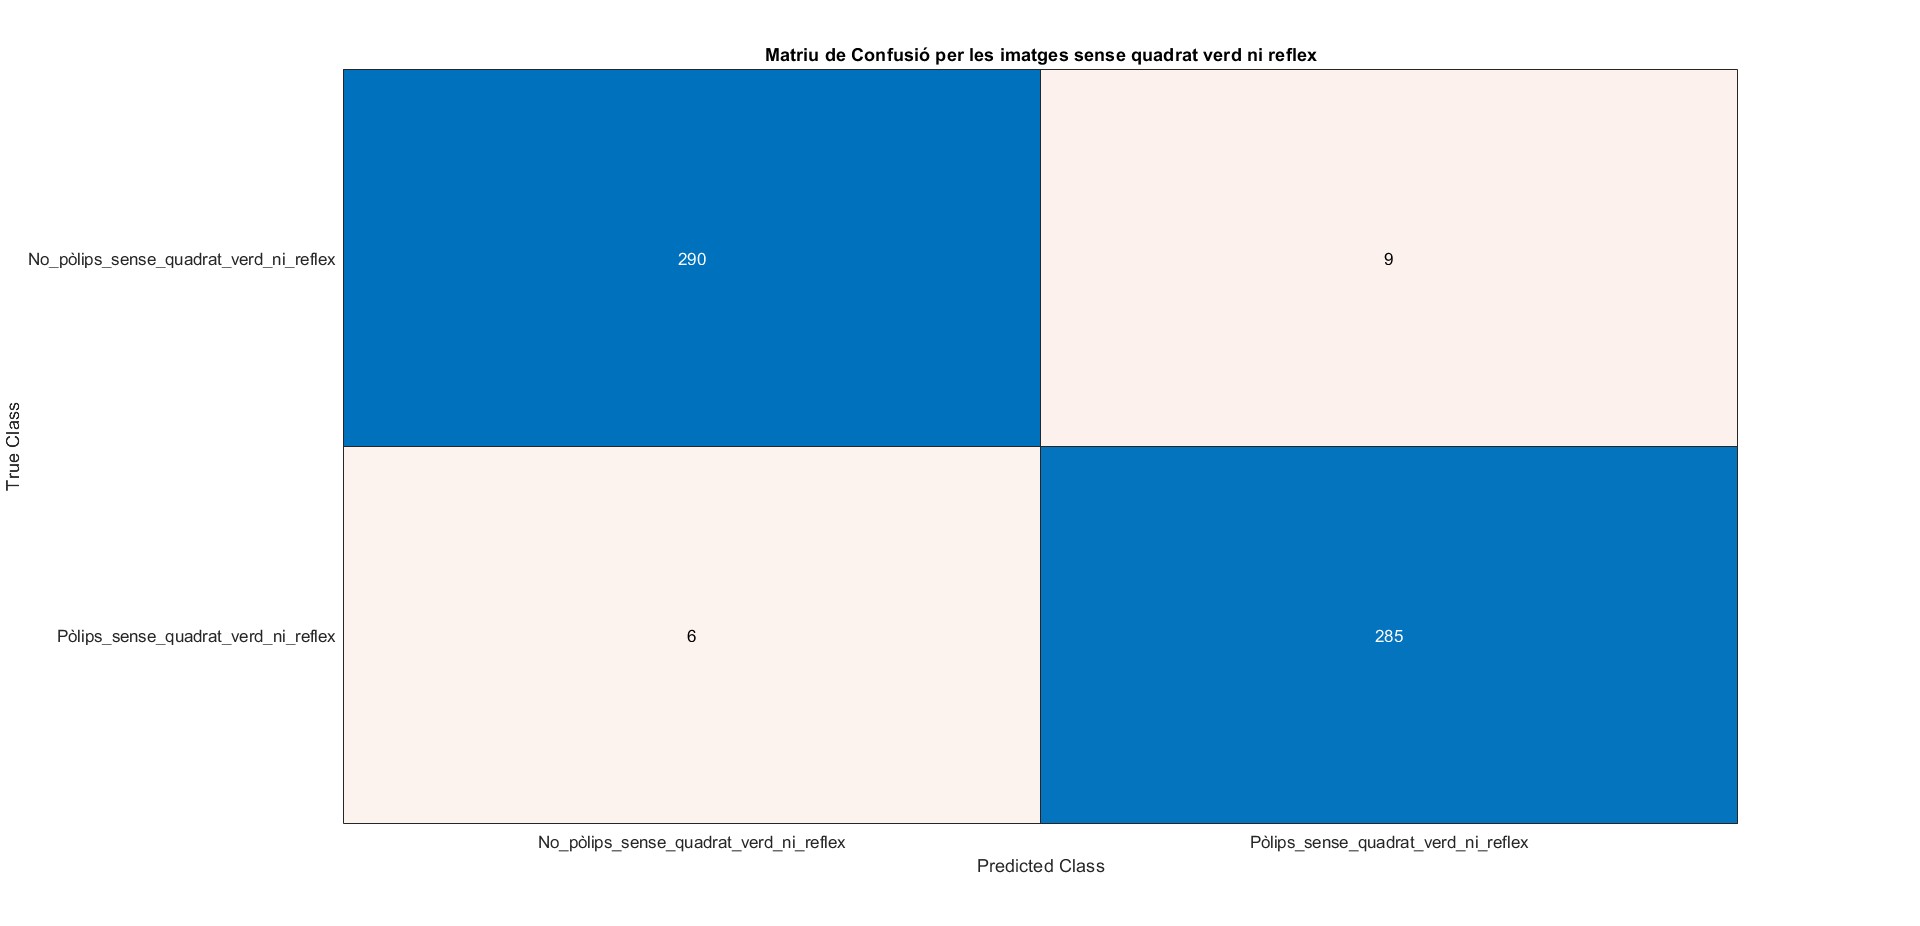 Matriu de Confusió per les imatges sense quadrat verd ni reflex
True Class
No_pòlips_sense_quadrat_verd_ni_reflex
290
9
Pòlips_sense_quadrat_verd_ni_reflex
6
285
No_pòlips_sense_quadrat_verd_ni_reflex
Pòlips_sense_quadrat_verd_ni_reflex
Predicted Class